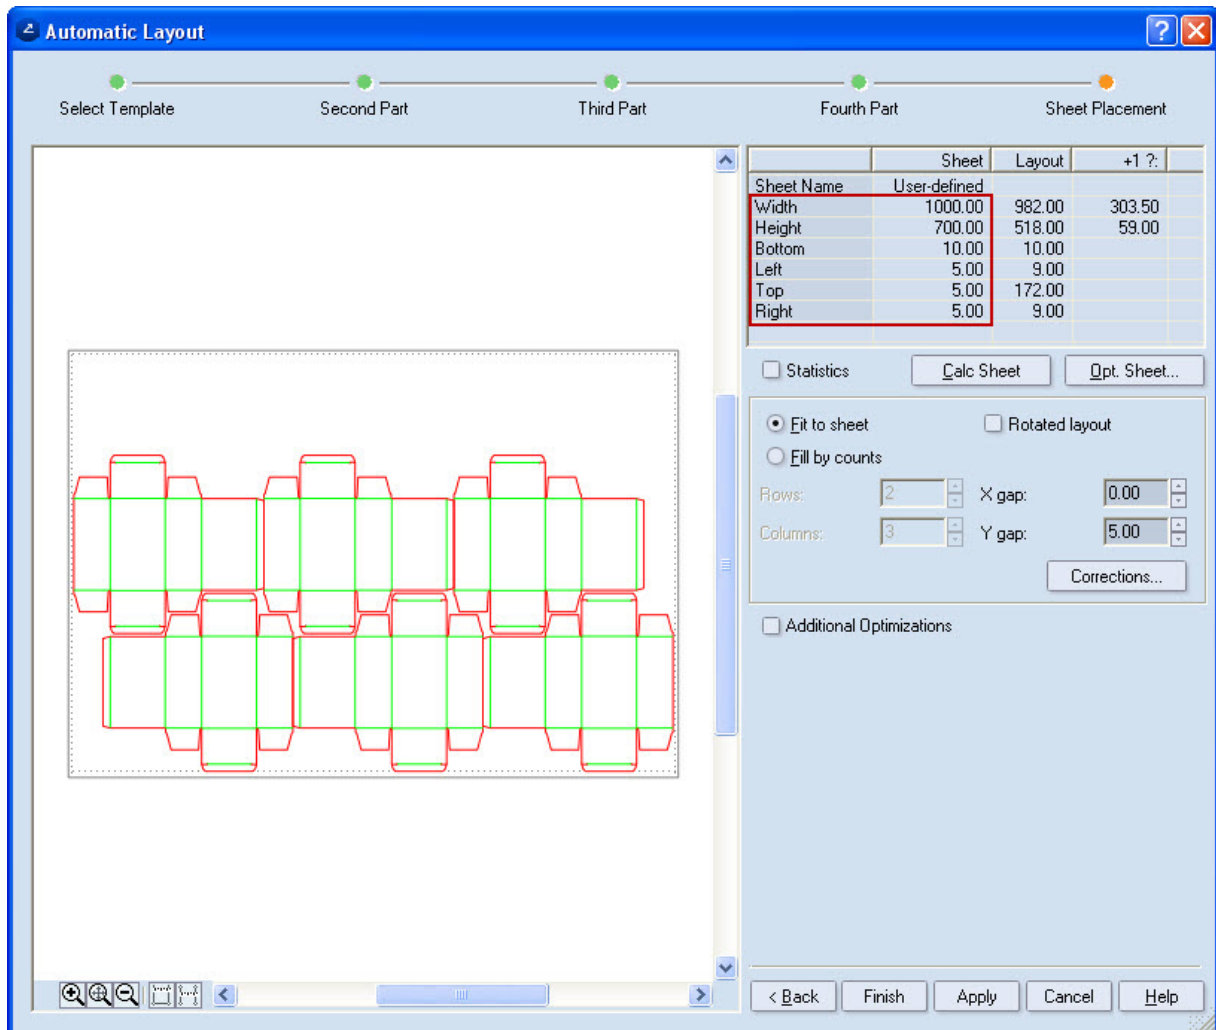 Automatic Layout
Select Template Second Part Third Part Fourth Part Sheet Placement
Sheet Layout +1 ?:
Sheet Name User-defined
Width 1000.00 982.00 303.50
Height 700.00 518.00 59.00
Bottom 10.00 10.00
Left 5.00 9.00
Top 5.00 172.00
Right 5.00 9.00
Statistics Calc Sheet Opt. Sheet...
Fit to sheet Rotated layout
Fill by counts
Rows: 2 X gap: 0.00
Columns: 3 Y gap: 5.00
Corrections...
Additional Optimizations
< Back Finish Apply Cancel Help